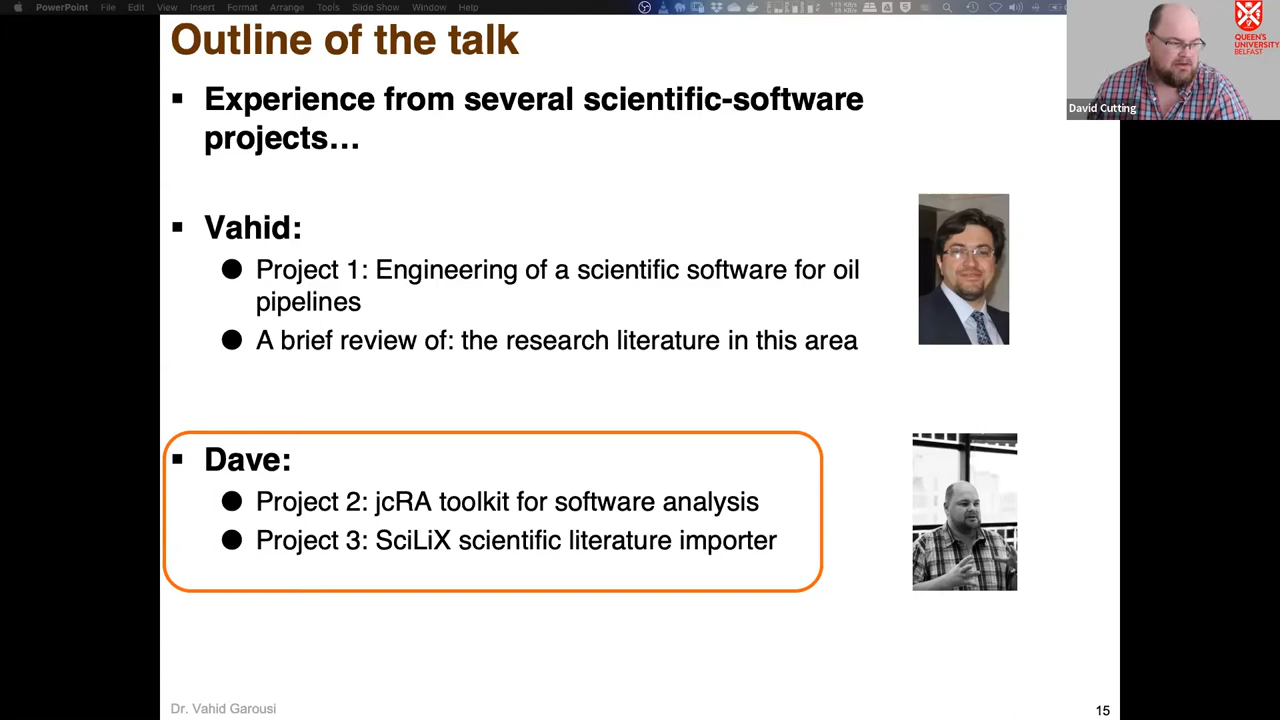 PowerPoint File Edit View Insert Format Arrange Tools Slide Show Window Help
Outline of the talk
QUEEN'S
UNIVERSITY
BELFAST
David Cutting
▪ Experience from several scientific-software
projects...
▪ Vahid:
● Project 1: Engineering of a scientific software for oil
pipelines
● A brief review of: the research literature in this area
▪ Dave:
● Project 2: jcRA toolkit for software analysis
● Project 3: SciLiX scientific literature importer
Dr. Vahid Garousi
15